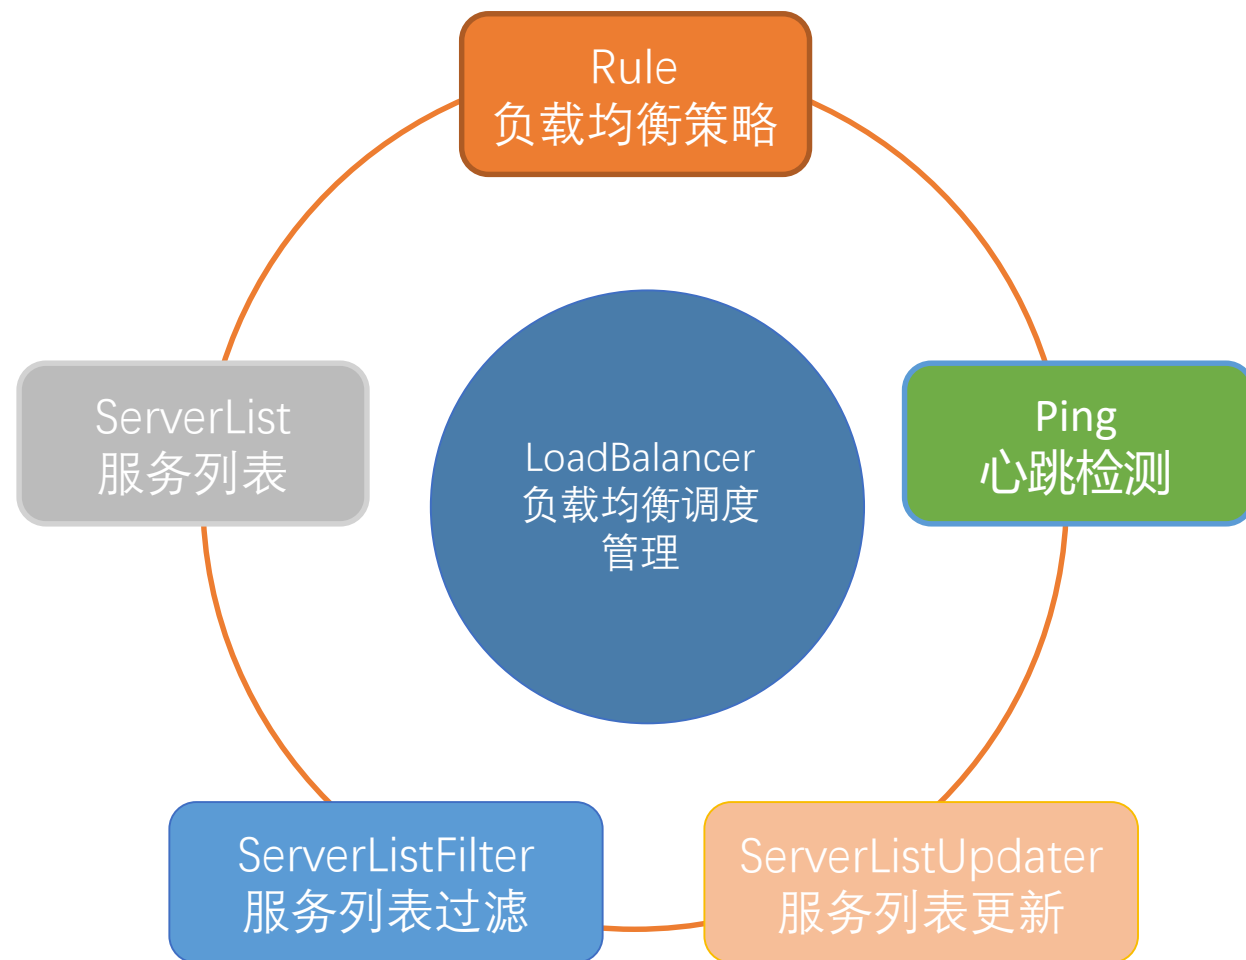 Rule
负载均衡策略
ServerList
服务列表
LoadBalancer
负载均衡调度
管理
Ping
心跳检测
ServerListFilter
服务列表过滤
ServerListUpdater
服务列表更新